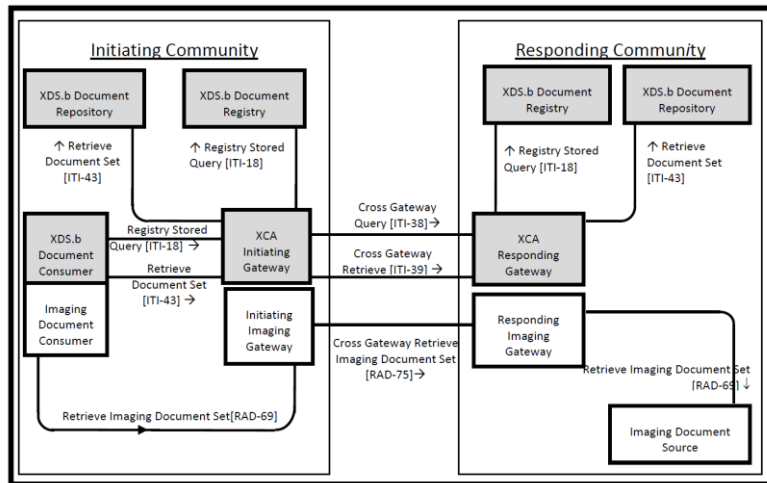 Initiating Community
XDS.b Document
Repository
XDS.b Document
Registry
↑ Retrieve
Document Set
[ITI-43]
↑ Registry Stored
Query [ITI-18]
XDS.b
Document
Consumer
Registry Stored
Query [ITI-18] →
Retrieve
Document Set
[ITI-43] →
XCA
Initiating
Gateway
Imaging
Document
Consumer
Initiating
Imaging
Gateway
Retrieve Imaging Document Set[RAD-69]
Cross Gateway
Query [ITI-38]→
Cross Gateway
Retrieve [ITI-39] →
Cross Gateway Retrieve
Imaging Document Set
[RAD-75]→
Responding Community
XDS.b Document
Registry
XDS.b Document
Repository
↑ Registry Stored
Query [ITI-18]
↑ Retrieve
Document Set
[ITI-43]
XCA
Responding
Gateway
Responding
Imaging
Gateway
Retrieve Imaging Document Set
[RAD-69] ↓
Imaging Document
Source